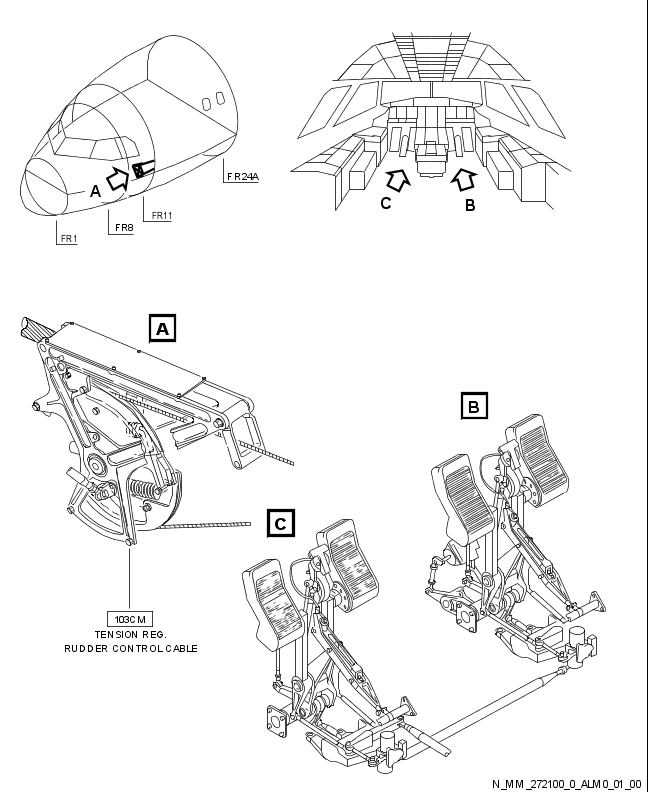 A
FR24A
FR11
FR8
FR1
C
B
A
B
C
103CM
TENSION REG.
RUDDER CONTROL CABLE
N_MM_272100_0_ALM0_01_00